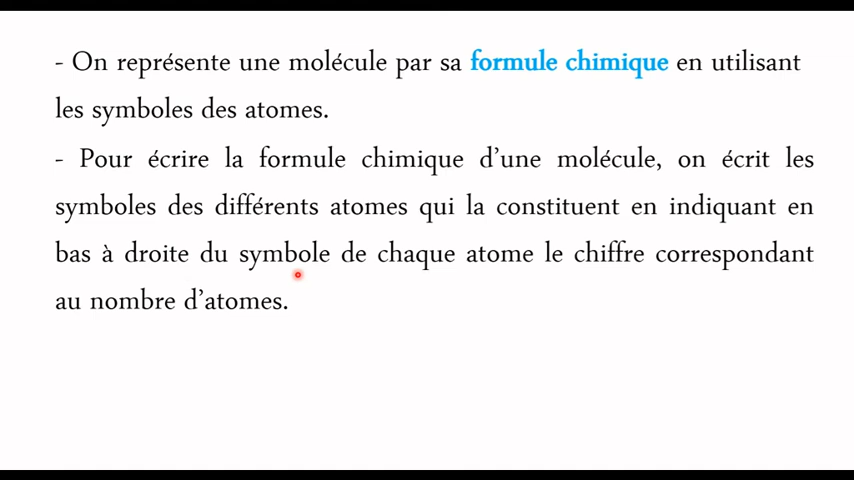 - On représente une molécule par sa formule chimique en utilisant
les symboles des atomes.
- Pour écrire la formule chimique d’une molécule, on écrit les
symboles des différents atomes qui la constituent en indiquant en
bas à droite du symbole de chaque atome le chiffre correspondant
au nombre d’atomes.